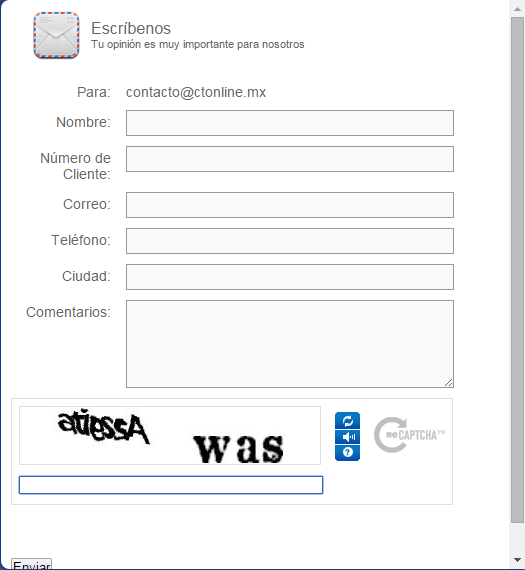 Escríbenos
Tu opinión es muy importante para nosotros
Para: contacto@ctonline.mx
Nombre:
Número de
Cliente:
Correo:
Teléfono:
Ciudad:
Comentarios:
was
reCAPTCHA™
Enviar